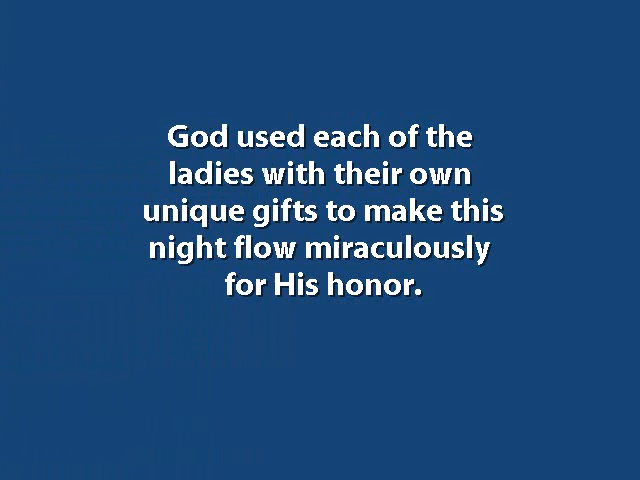 God used each of the
ladies with their own
unique gifts to make this
night flow miraculously
for His honor.